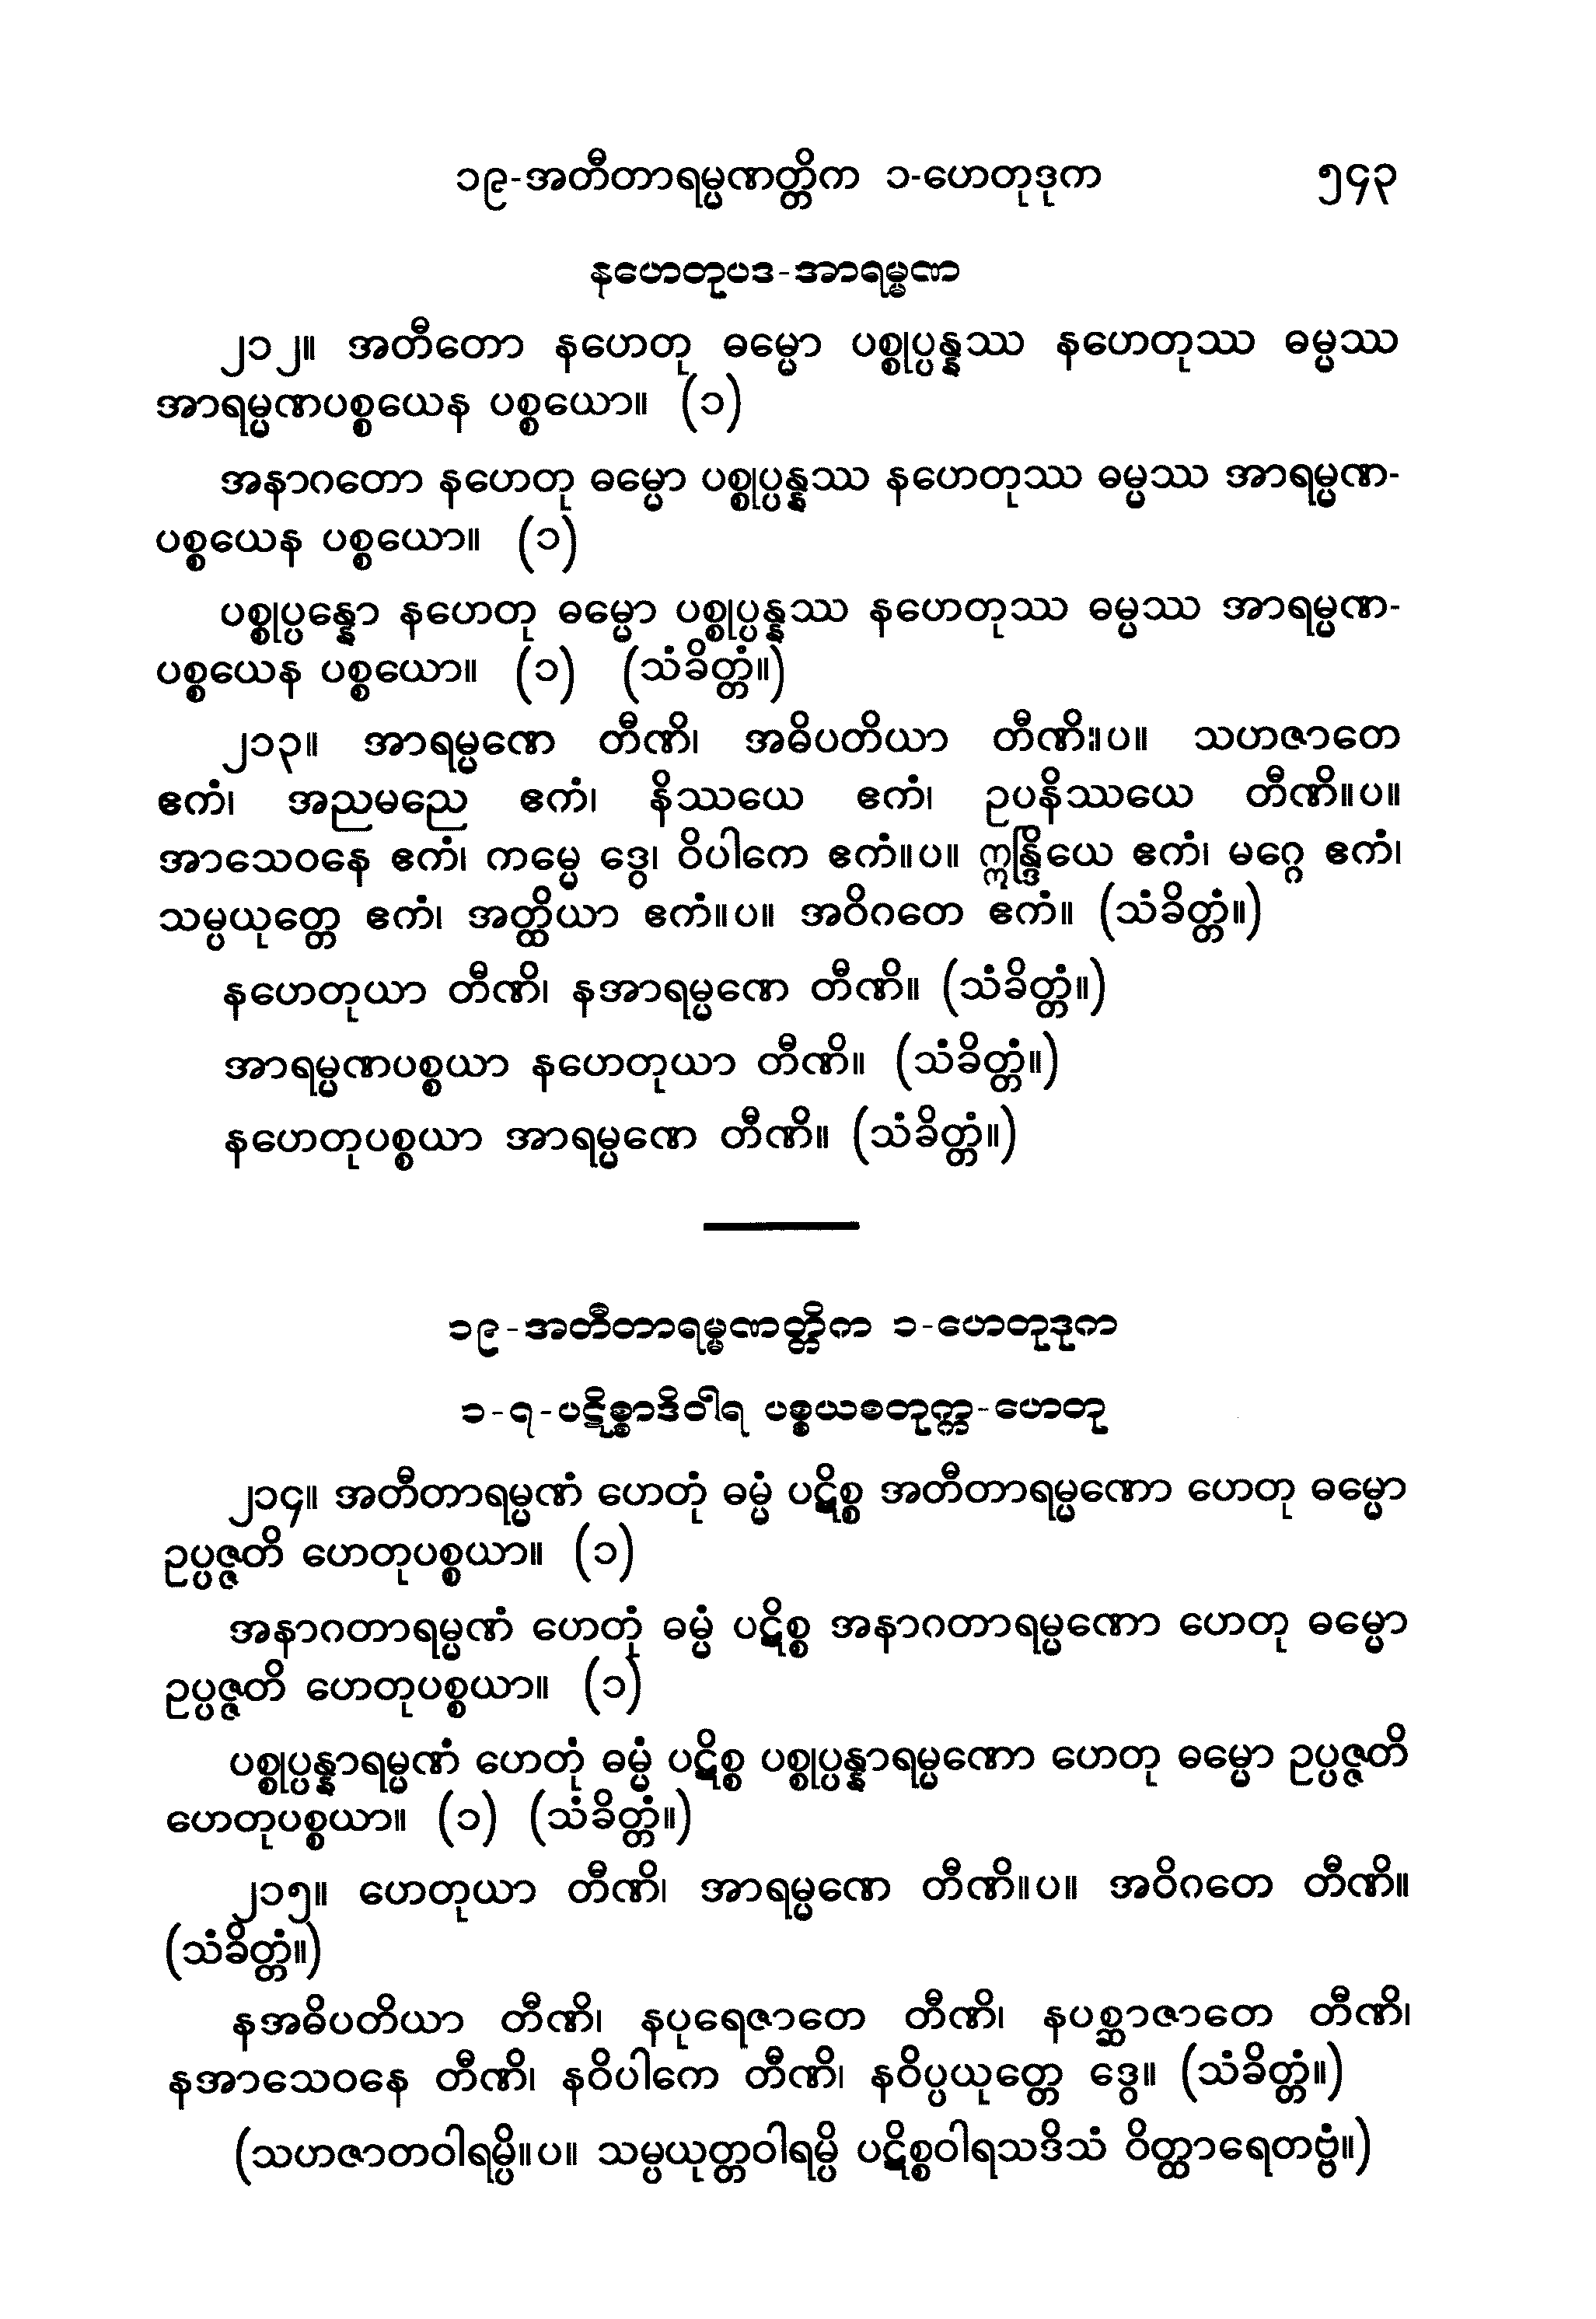 ၁၉-အတီတာရမ္မဏတ္တိက ၁-ဟေတုဒုက ၅၄၃
နဟေတုပဒ-အာရမ္မဏ
၂၁၂။ အတီတော နဟေတု ဓမ္မော ပစ္စုပ္ပန္နဿ နဟေတုဿ ဓမ္မဿ
အာရမ္မဏပစ္စယေန ပစ္စယော။ (၁)
အနာဂတော နဟေတု ဓမ္မော ပစ္စုပ္ပန္နဿ နဟေတုဿ ဓမ္မဿ အာရမ္မဏ-
ပစ္စယေန ပစ္စယော။ (၁)
ပစ္စုပ္ပန္နော နဟေတု ဓမ္မော ပစ္စုပ္ပန္နဿ နဟေတုဿ ဓမ္မဿ အာရမ္မဏ-
ပစ္စယေန ပစ္စယော။ (၁) (သံခိတ္တံ။)
၂၁၃။ အာရမ္မဏေ တီဏိ၊ အဓိပတိယာ တီဏိ။ပ။ သဟဇာတေ
ဧကံ၊ အညမညေ ဧကံ၊ နိဿယေ ဧကံ၊ ဥပနိဿယေ တီဏိ။ပ။
အာသေဝနေ ဧကံ၊ ကမ္မေ ဒွေ၊ ဝိပါကေ ဧကံ။ပ။ ဣန္ဒြိယေ ဧကံ၊ မဂ္ဂေ ဧကံ၊
သမ္ပယုတ္တေ ဧကံ၊ အတ္ထိယာ ဧကံ။ပ။ အဝိဂတေ ဧကံ။ (သံခိတ္တံ။)
နဟေတုယာ တီဏိ၊ နအာရမ္မဏေ တီဏိ။ (သံခိတ္တံ။)
အာရမ္မဏပစ္စယာ နဟေတုယာ တီဏိ။ (သံခိတ္တံ။)
နဟေတုပစ္စယာ အာရမ္မဏေ တီဏိ။ (သံခိတ္တံ။)
၁၉-အတီတာရမ္မဏတ္တိက ၁-ဟေတုဒုက
၁-၇-ပဋိစ္စာဒိဝါရ ပစ္စယစတုက္က-ဟေတု
၂၁၄။ အတီတာရမ္မဏံ ဟေတုံ ဓမ္မံ ပဋိစ္စ အတီတာရမ္မဏော ဟေတု ဓမ္မော
ဥပ္ပဇ္ဇတိ ဟေတုပစ္စယာ။ (၁)
အနာဂတာရမ္မဏံ ဟေတုံ ဓမ္မံ ပဋိစ္စ အနာဂတာရမ္မဏော ဟေတု ဓမ္မော
ဥပ္ပဇ္ဇတိ ဟေတုပစ္စယာ။ (၁)
ပစ္စုပ္ပန္နာရမ္မဏံ ဟေတုံ ဓမ္မံ ပဋိစ္စ ပစ္စုပ္ပန္နာရမ္မဏော ဟေတု ဓမ္မော ဥပ္ပဇ္ဇတိ
ဟေတုပစ္စယာ။ (၁) (သံခိတ္တံ။)
၂၁၅။ ဟေတုယာ တီဏိ၊ အာရမ္မဏေ တီဏိ။ပ။ အဝိဂတေ တီဏိ။
(သံခိတ္တံ။)
နအဓိပတိယာ တီဏိ၊ နပုရေဇာတေ တီဏိ၊ နပစ္ဆာဇာတေ တီဏိ၊
နအာသေဝနေ တီဏိ၊ နဝိပါကေ တီဏိ၊ နဝိပ္ပယုတ္တေ ဒွေ။ (သံခိတ္တံ။)
(သဟဇာတဝါရမ္ပိ။ပ။ သမ္ပယုတ္တဝါရမ္ပိ ပဋိစ္စဝါရသဒိသံ ဝိတ္ထာရေတဗ္ဗံ။)